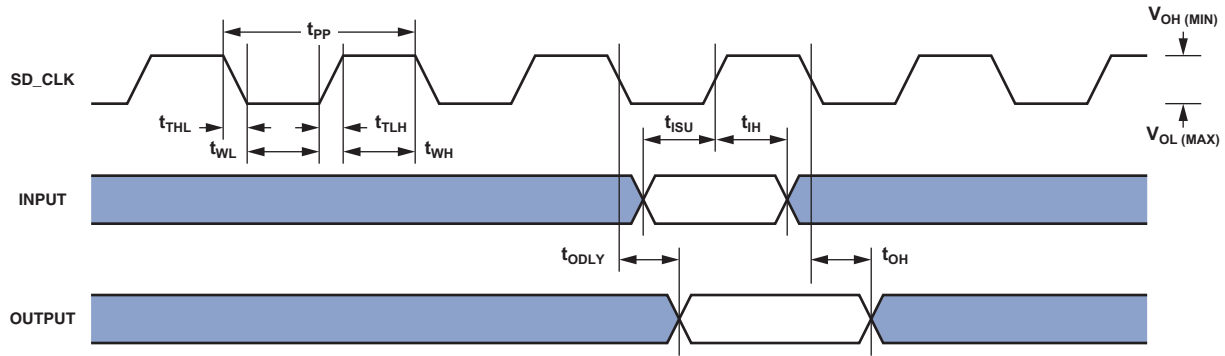 tPP
VOH (MIN)
SD_CLK
tTHL
tTLH
tISU
tIH
VOL (MAX)
tWL
tWH
INPUT
tODLY
tOH
OUTPUT